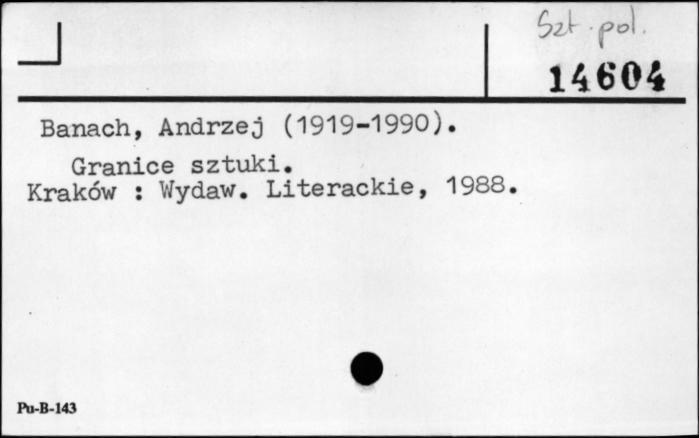 Szt. pol.
14604
Banach, Andrzej (1919-1990).
Granice sztuki.
Kraków : Wydaw. Literackie, 1988.
Pu-B-143